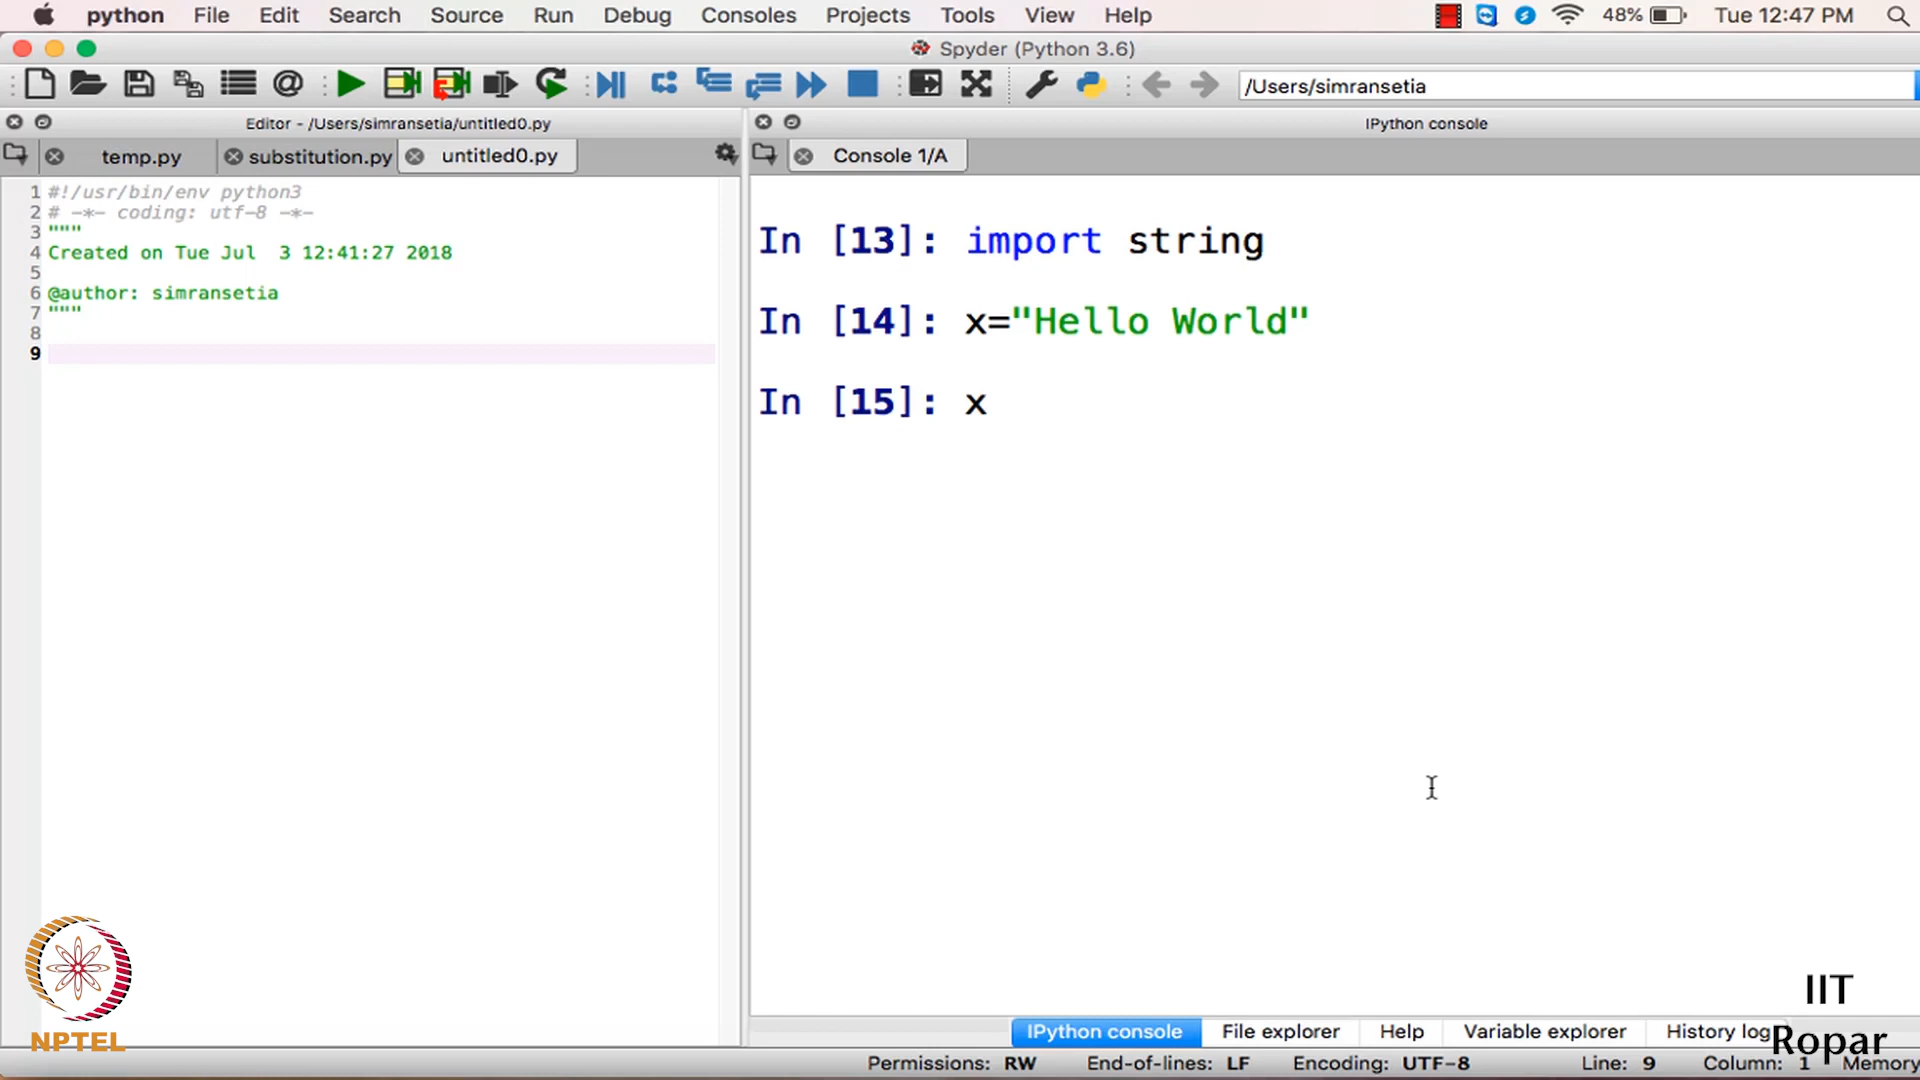 python File Edit Search Source Run Debug Consoles Projects Tools View Help 48% Tue 12:47 PM
Spyder (Python 3.6)
/Users/simransetia
Editor - /Users/simransetia/untitled0.py
IPython console
temp.py substitution.py untitled0.py
Console 1/A
1 #!/usr/bin/env python3
2 # -*- coding: utf-8 -*-
3 """
4 Created on Tue Jul  3 12:41:27 2018
5
6 @author: simransetia
7 """
8
9
In [13]: import string
In [14]: x="Hello World"
In [15]: x
NPTEL
IIT
Ropar
IPython console File explorer Help Variable explorer History log
Permissions: RW End-of-lines: LF Encoding: UTF-8 Line: 9 Column: 1 Memory